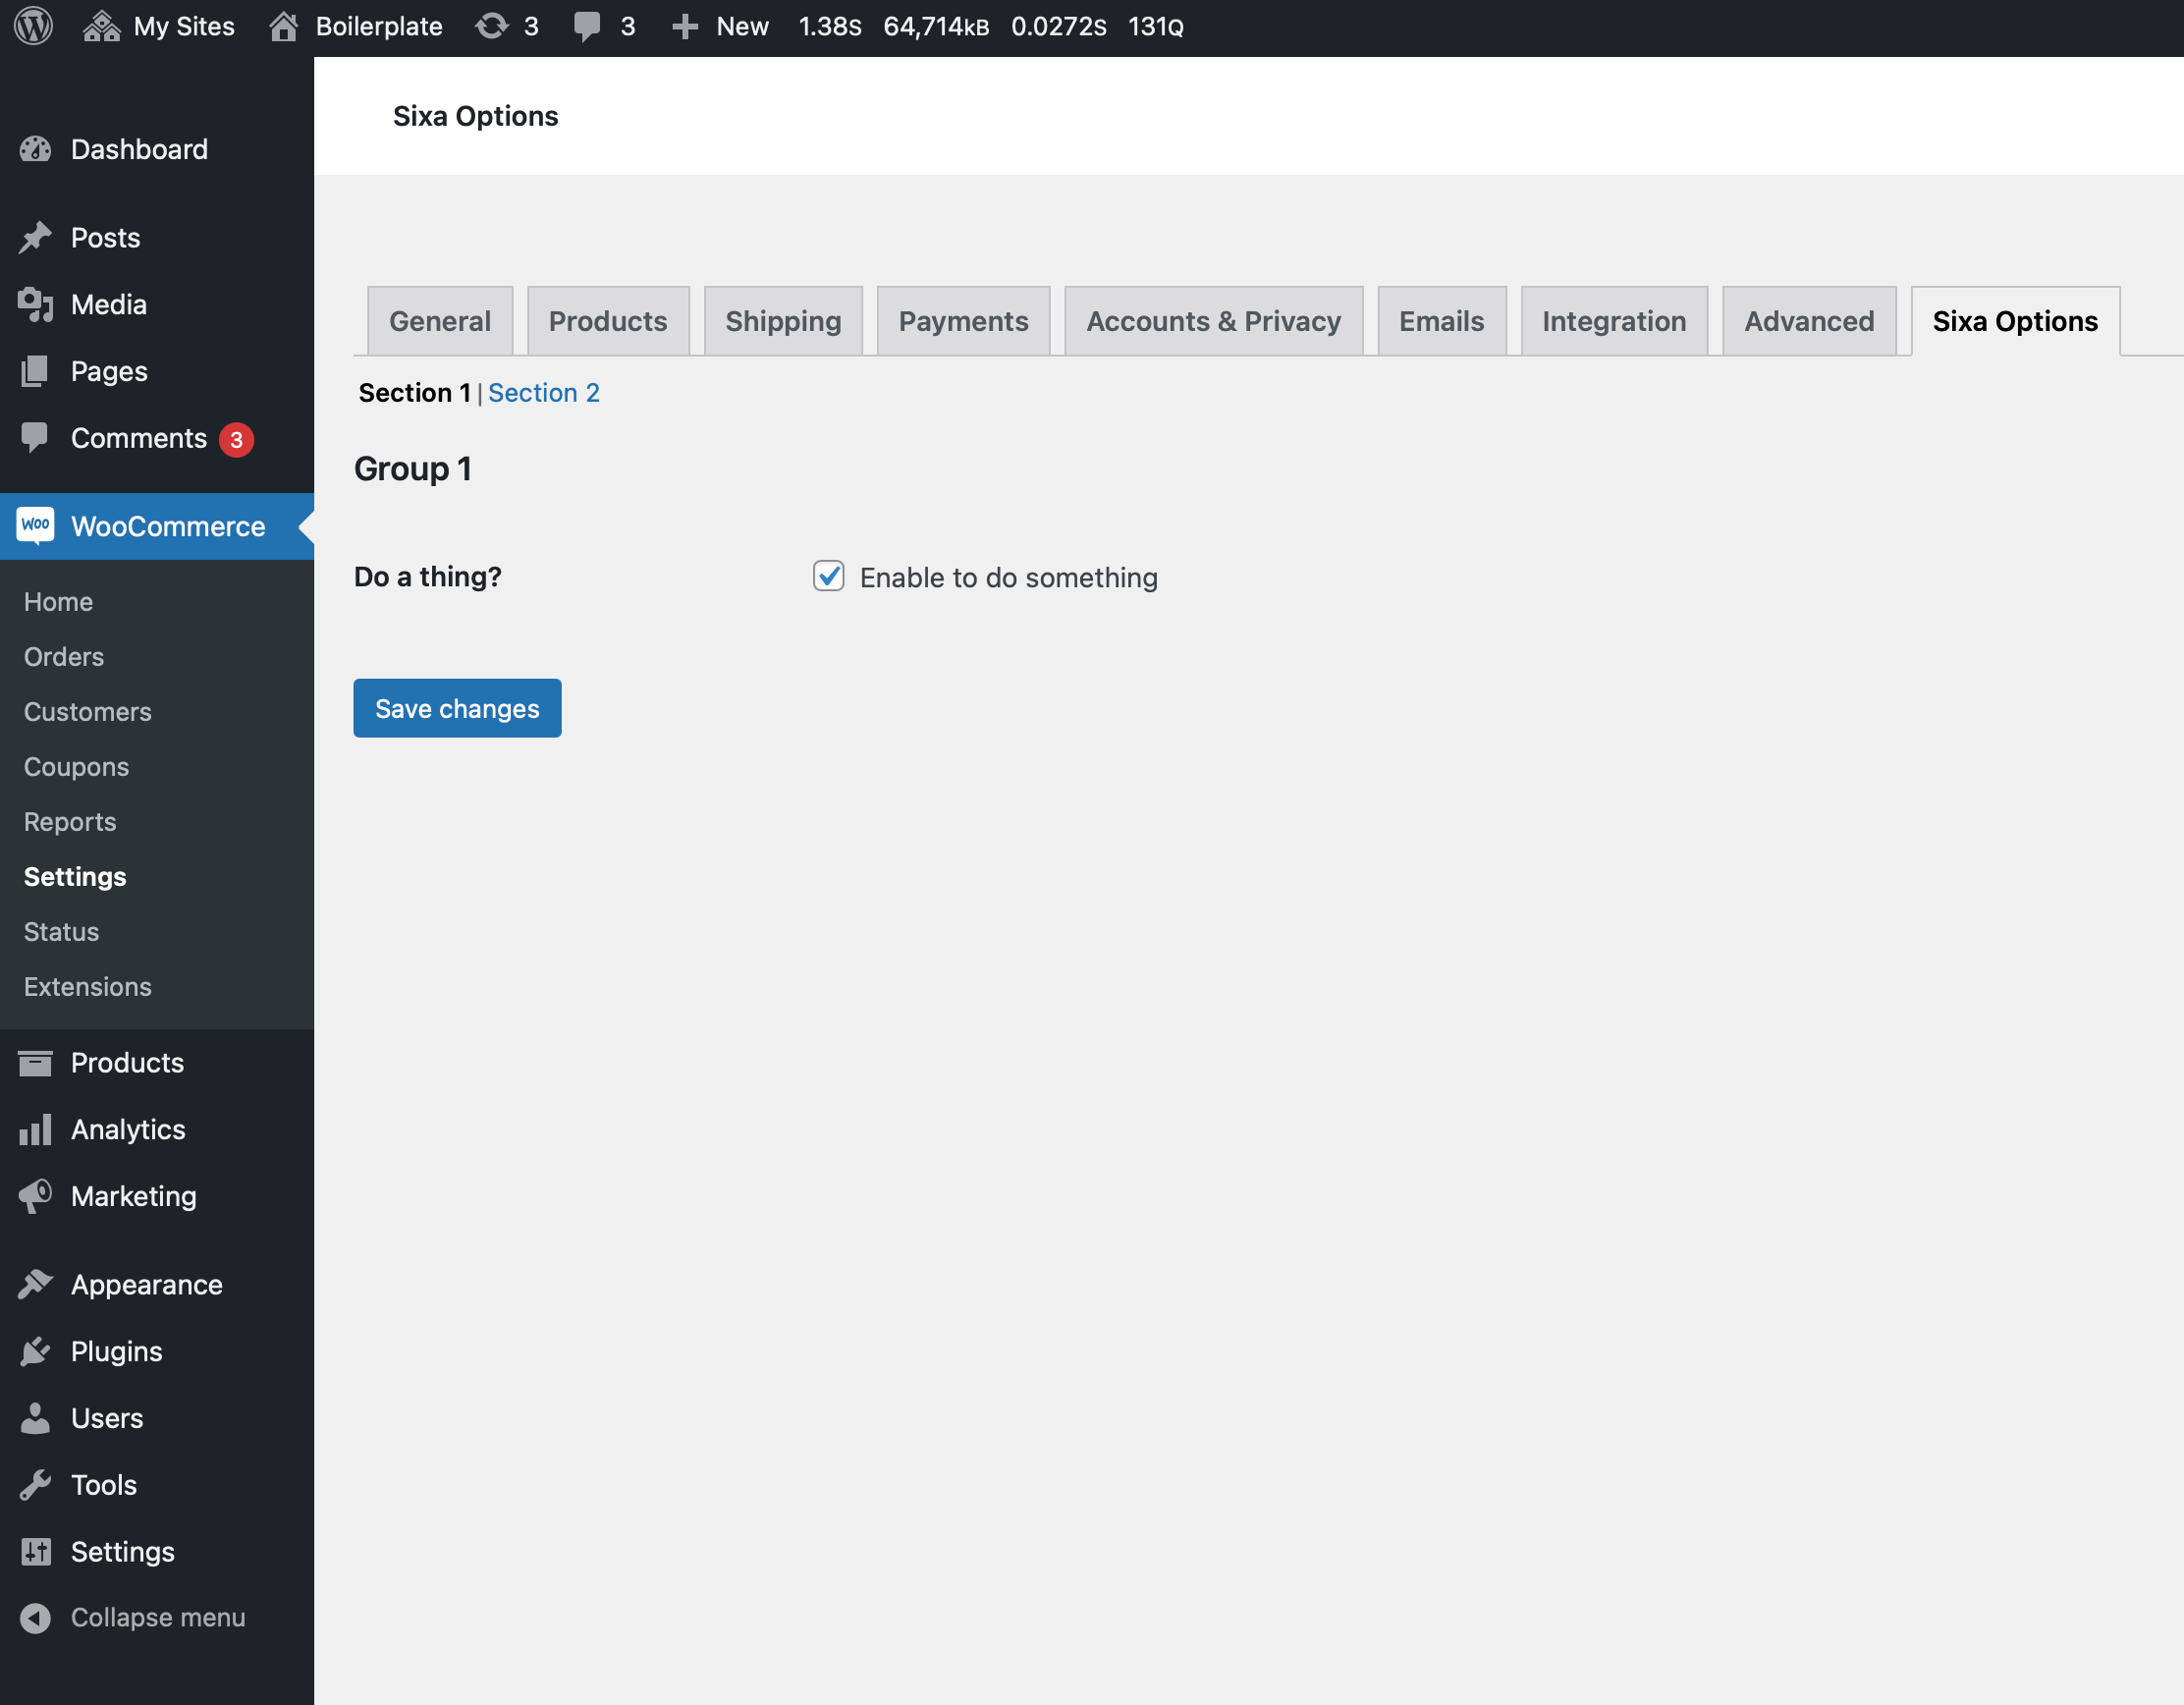 My Sites Boilerplate 3 3 New 1.38S 64,714KB 0.0272S 131Q
Sixa Options
Dashboard
Posts
Media
Pages
Comments 3
Woo WooCommerce
Home
Orders
Customers
Coupons
Reports
Settings
Status
Extensions
Products
Analytics
Marketing
Appearance
Plugins
Users
Tools
Settings
Collapse menu
General Products Shipping Payments Accounts & Privacy Emails Integration Advanced Sixa Options
Section 1 | Section 2
Group 1
Do a thing? Enable to do something
Save changes